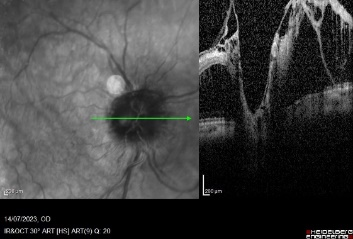 200 µm
200 µm
14/07/2023, OD
IR&OCT 30° ART [HS] ART(9) Q: 20
HEIDELBERG
ENGINEERING